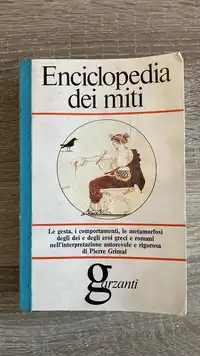 Enciclopedia
dei miti
Le gesta, i comportamenti, le metamorfosi
degli dei e degli eroi greci e romani
nell'interpretazione autorevole e rigorosa
di Pierre Grimal
garzanti